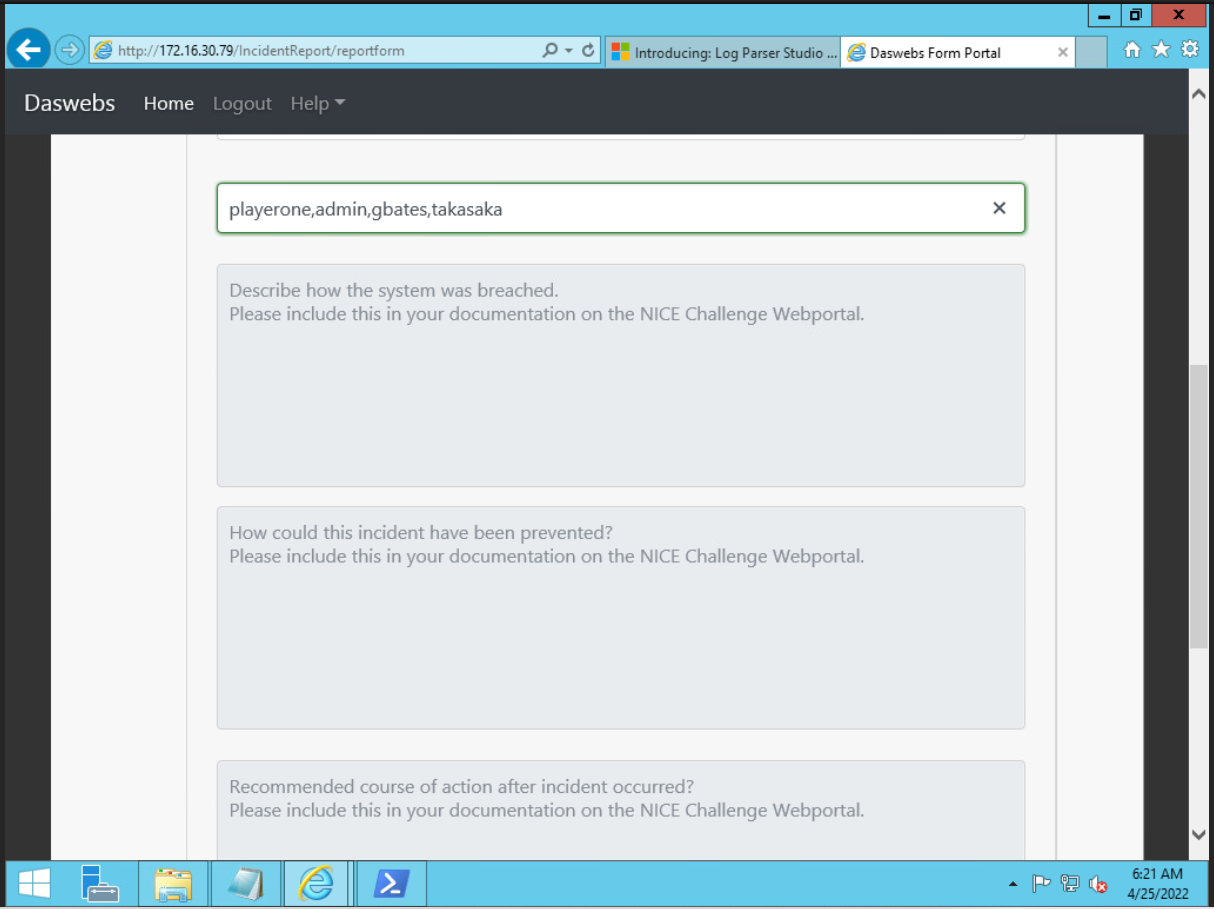 http://172.16.30.79/IncidentReport/reportform
Introducing: Log Parser Studio ...
Daswebs Form Portal
Daswebs Home Logout Help
playerone,admin,gbates,takasaka
Describe how the system was breached.
Please include this in your documentation on the NICE Challenge Webportal.
How could this incident have been prevented?
Please include this in your documentation on the NICE Challenge Webportal.
Recommended course of action after incident occurred?
Please include this in your documentation on the NICE Challenge Webportal.
6:21 AM
4/25/2022